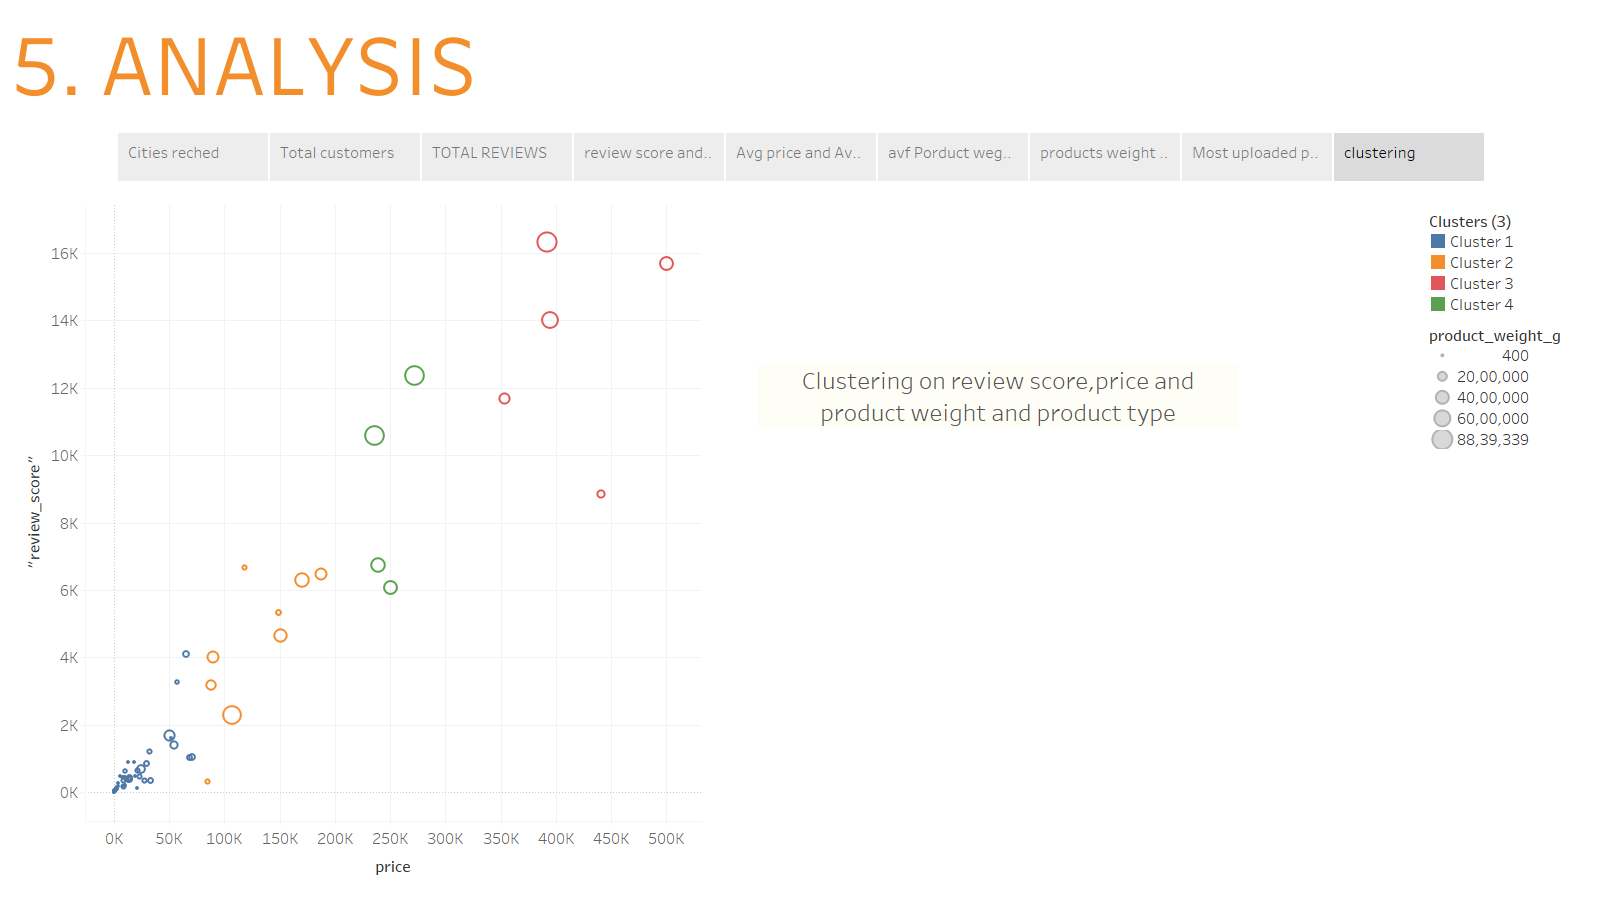 5. ANALYSIS
Cities reched
Total customers
TOTAL REVIEWS
review score and..
Avg price and Av..
avf Porduct weg..
products weight ..
Most uploaded p..
clustering
16K
14K
12K
10K
8K
6K
4K
2K
0K
"review_score"
0K 50K 100K 150K 200K 250K 300K 350K 400K 450K 500K
price
Clustering on review score,price and
product weight and product type
Clusters (3)
Cluster 1
Cluster 2
Cluster 3
Cluster 4
product_weight_g
400
20,00,000
40,00,000
60,00,000
88,39,339